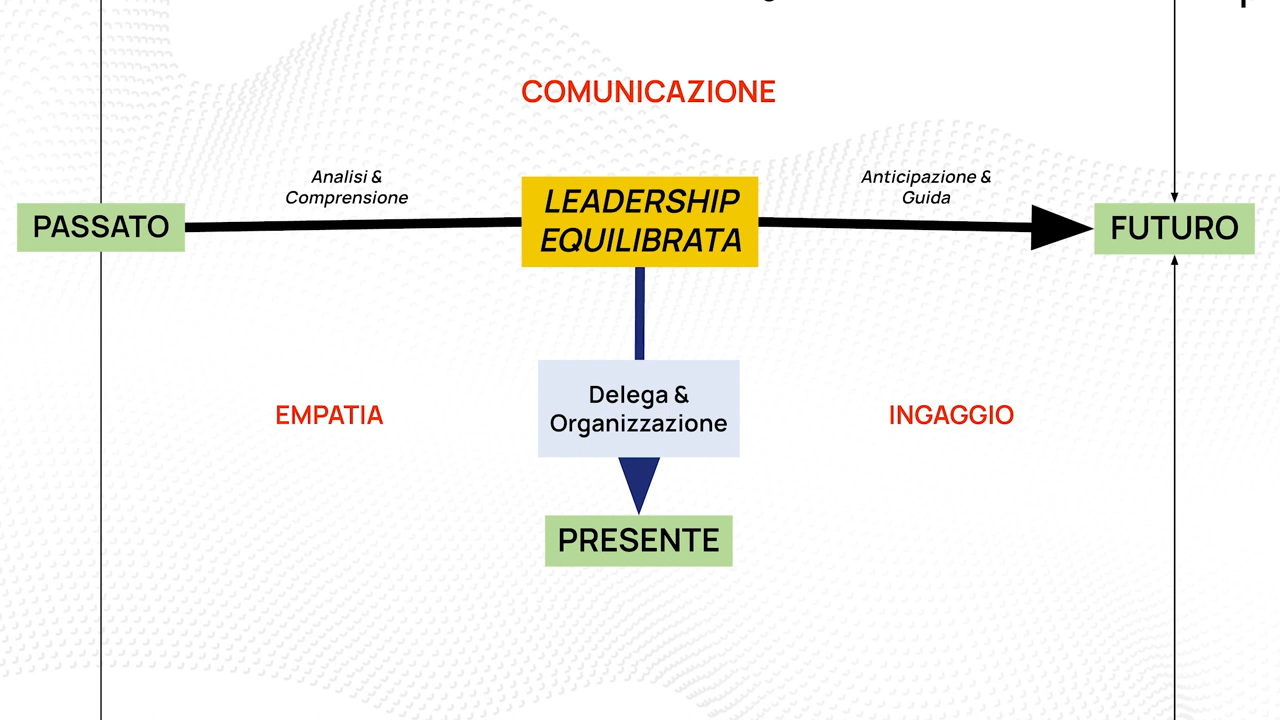 COMUNICAZIONE
Analisi &
Comprensione
Anticipazione &
Guida
PASSATO
LEADERSHIP
EQUILIBRATA
FUTURO
EMPATIA
Delega &
Organizzazione
INGAGGIO
PRESENTE